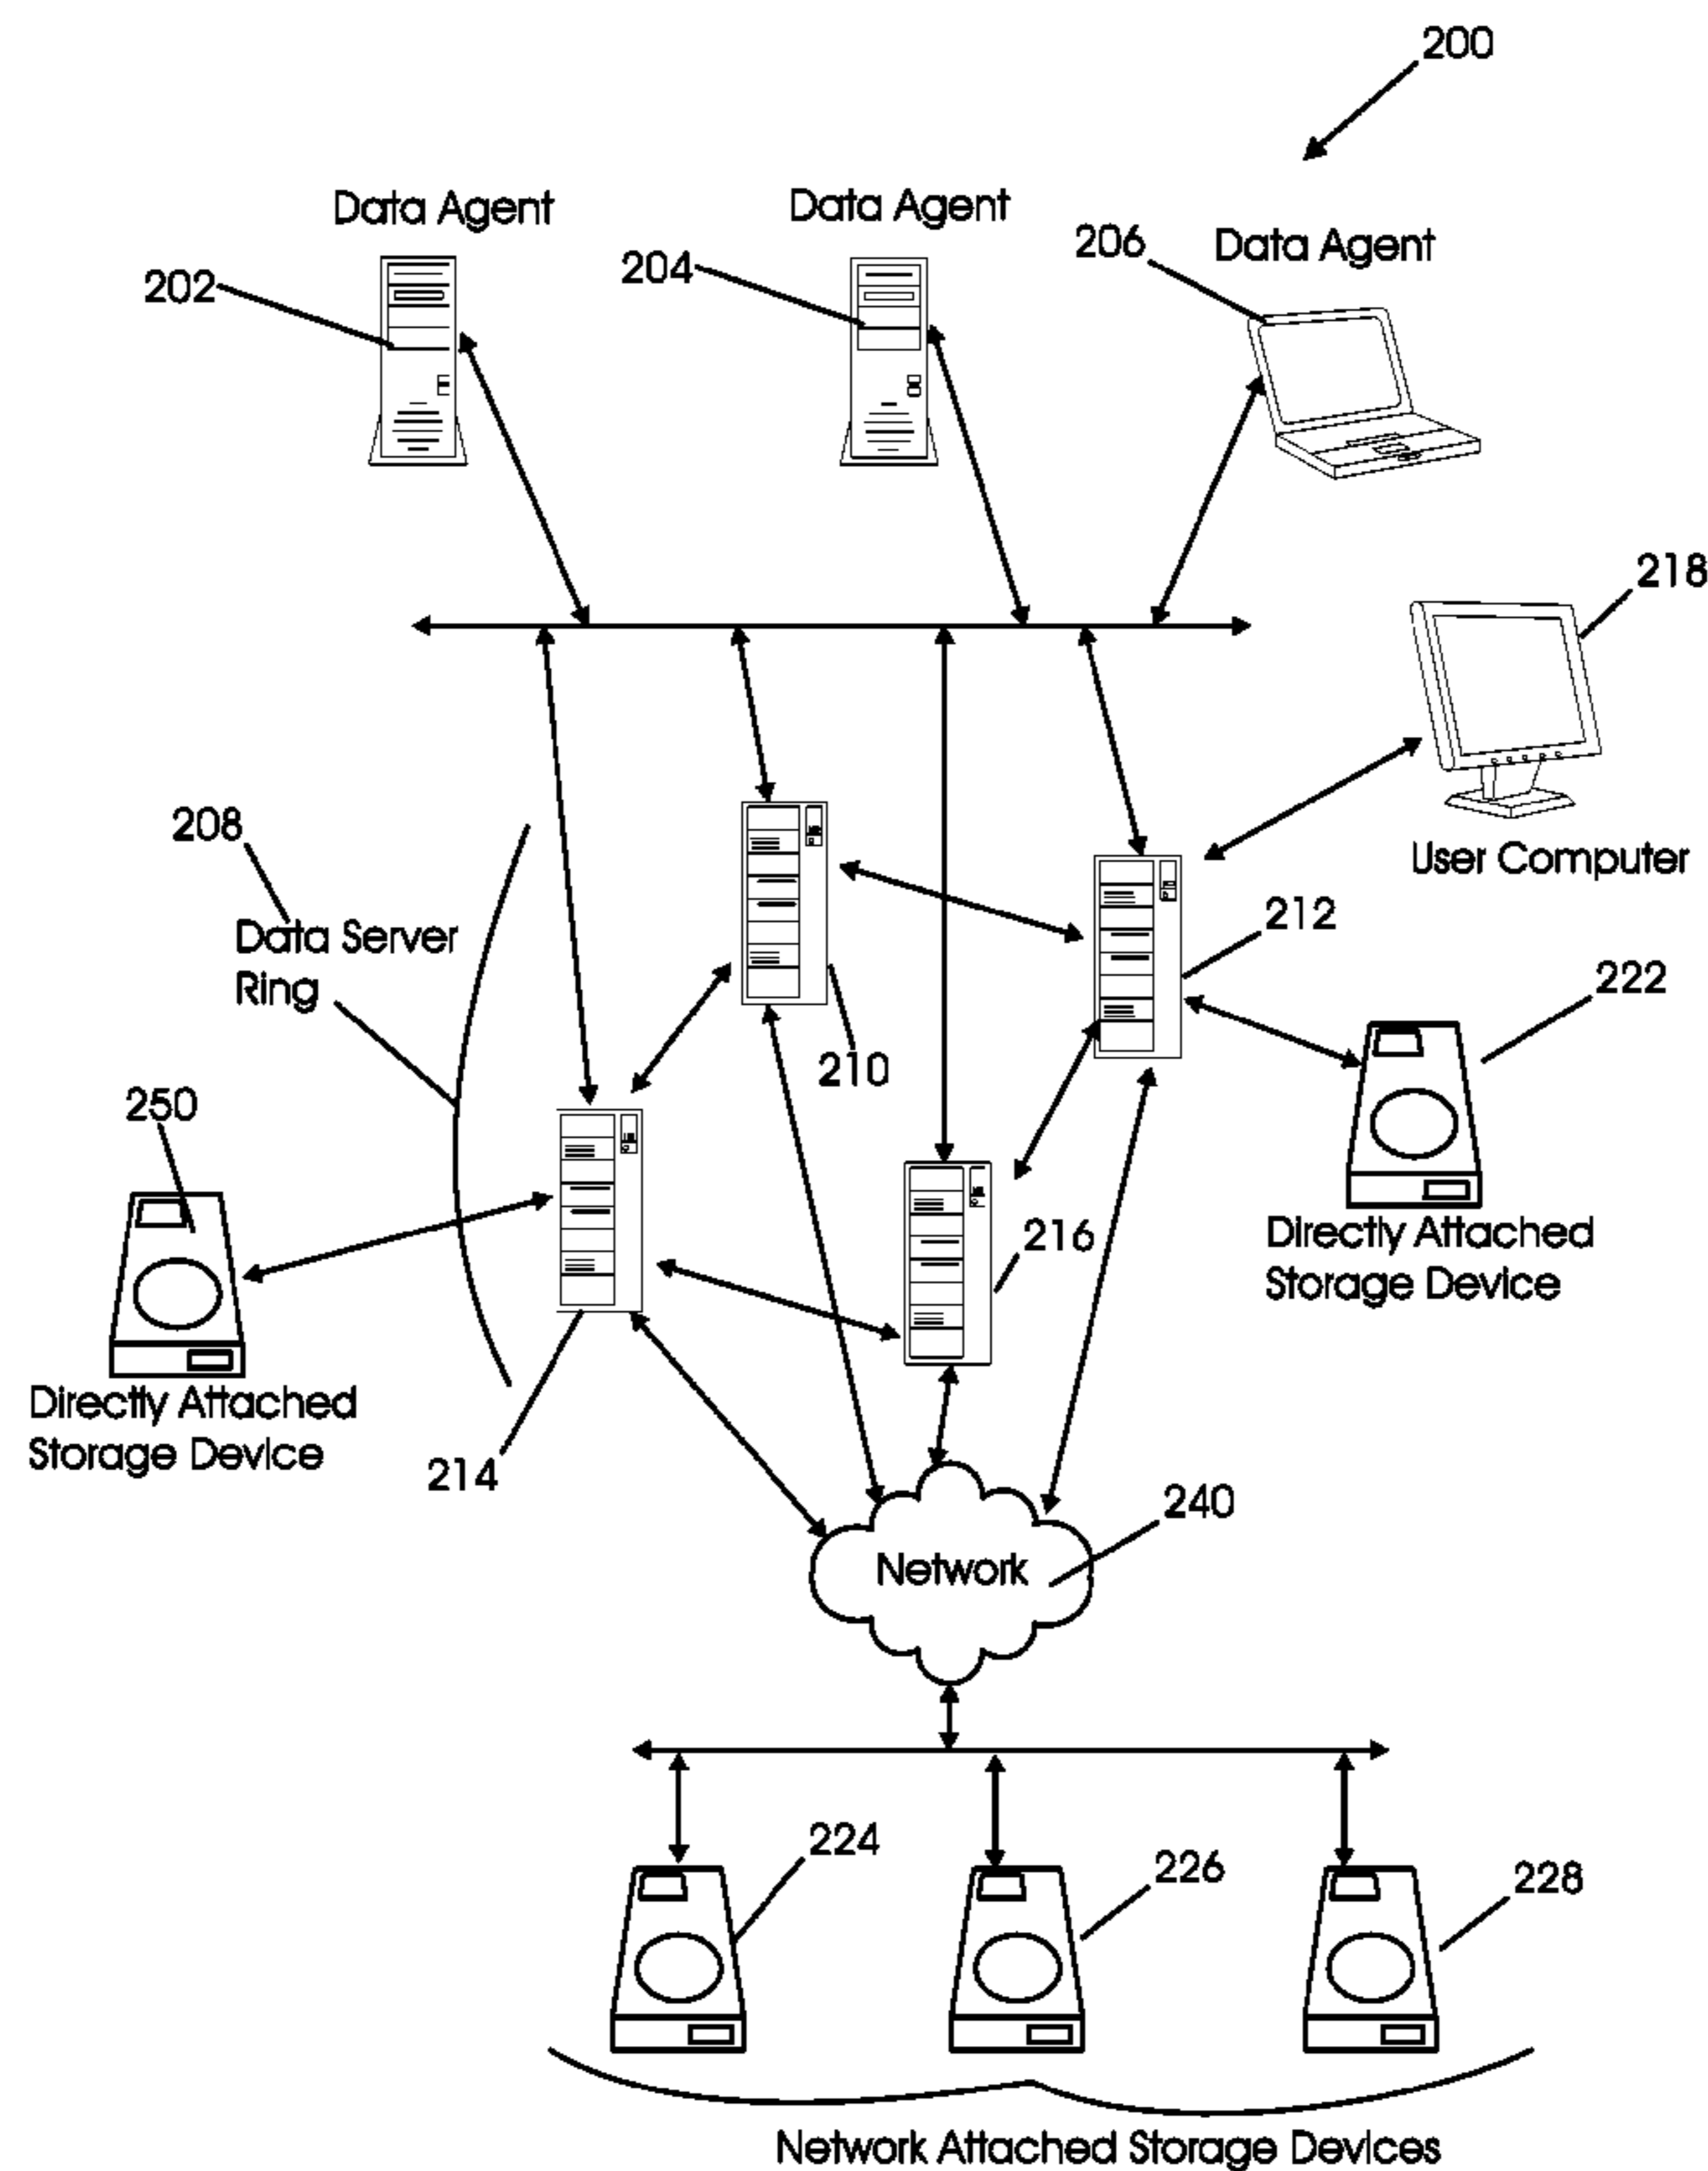 200
Data Agent
Data Agent
206
Data Agent
202
204
218
208
User Computer
Data Server
Ring
212
222
210
250
216
Directly Attached
Storage Device
Directly Attached
Storage Device
214
240
Network
224
226
228
Network Attached Storage Devices